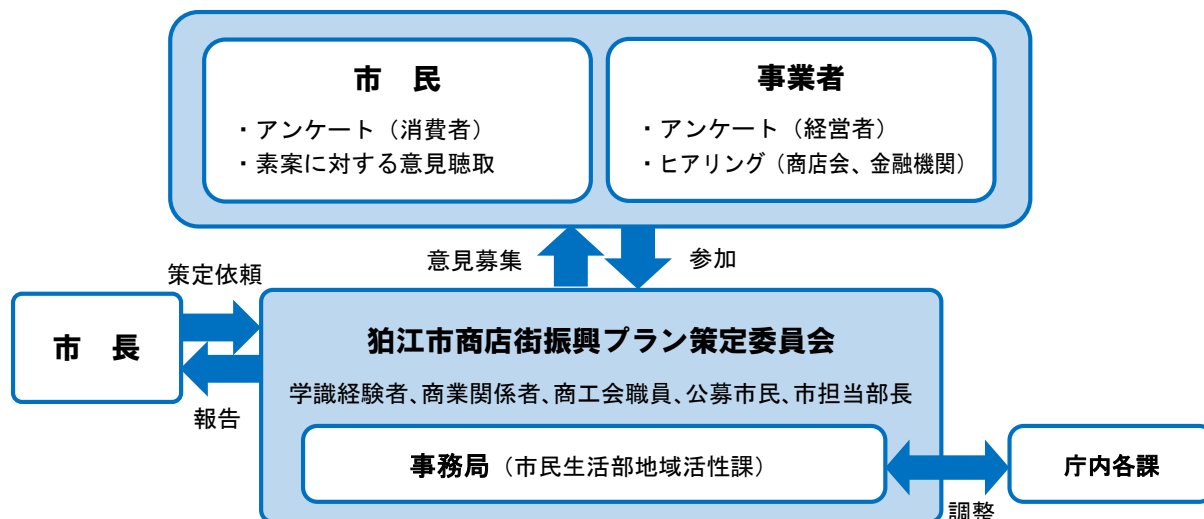 市　民
・アンケート（消費者）
・素案に対する意見聴取
事業者
・アンケート（経営者）
・ヒアリング（商店会、金融機関）
意見募集
参加
策定依頼
市　長
報告
狛江市商店街振興プラン策定委員会
学識経験者、商業関係者、商工会職員、公募市民、市担当部長
事務局（市民生活部地域活性課）
庁内各課
調整